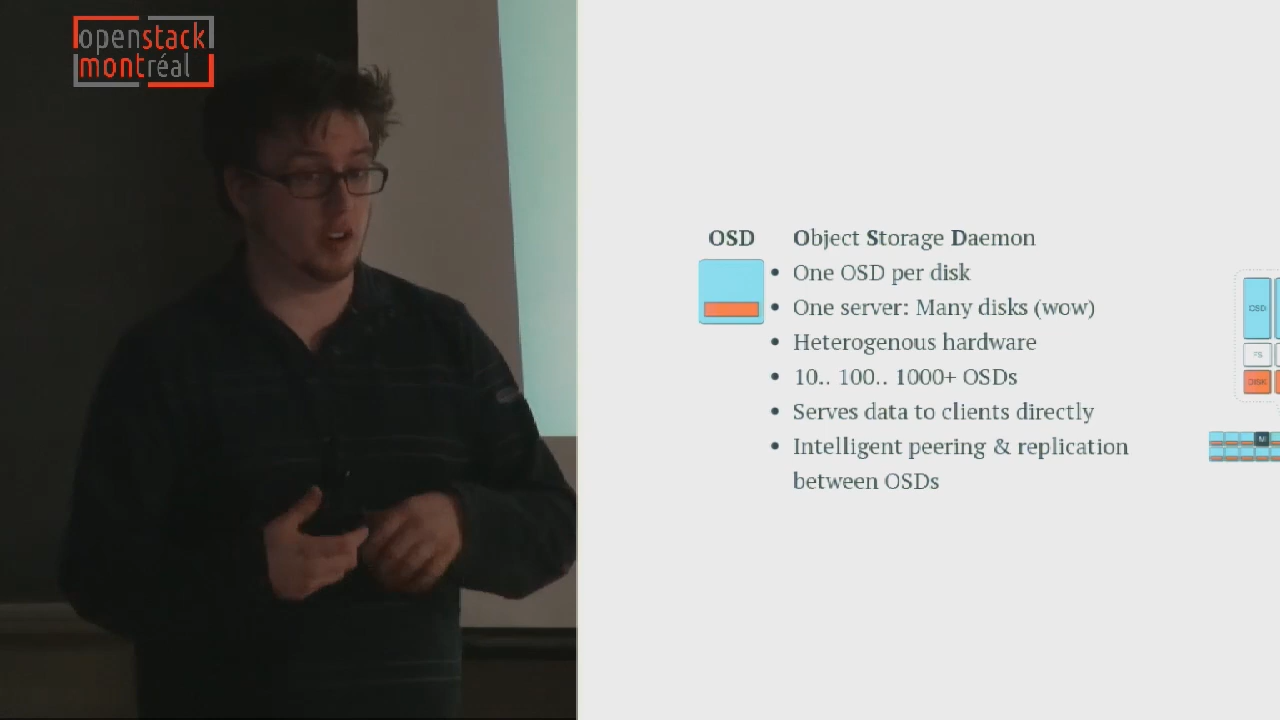 openstack
montréal
OSD
Object Storage Daemon
• One OSD per disk
• One server: Many disks (wow)
• Heterogenous hardware
• 10.. 100.. 1000+ OSDs
• Serves data to clients directly
• Intelligent peering & replication
between OSDs
OSD
FS
DISK
M